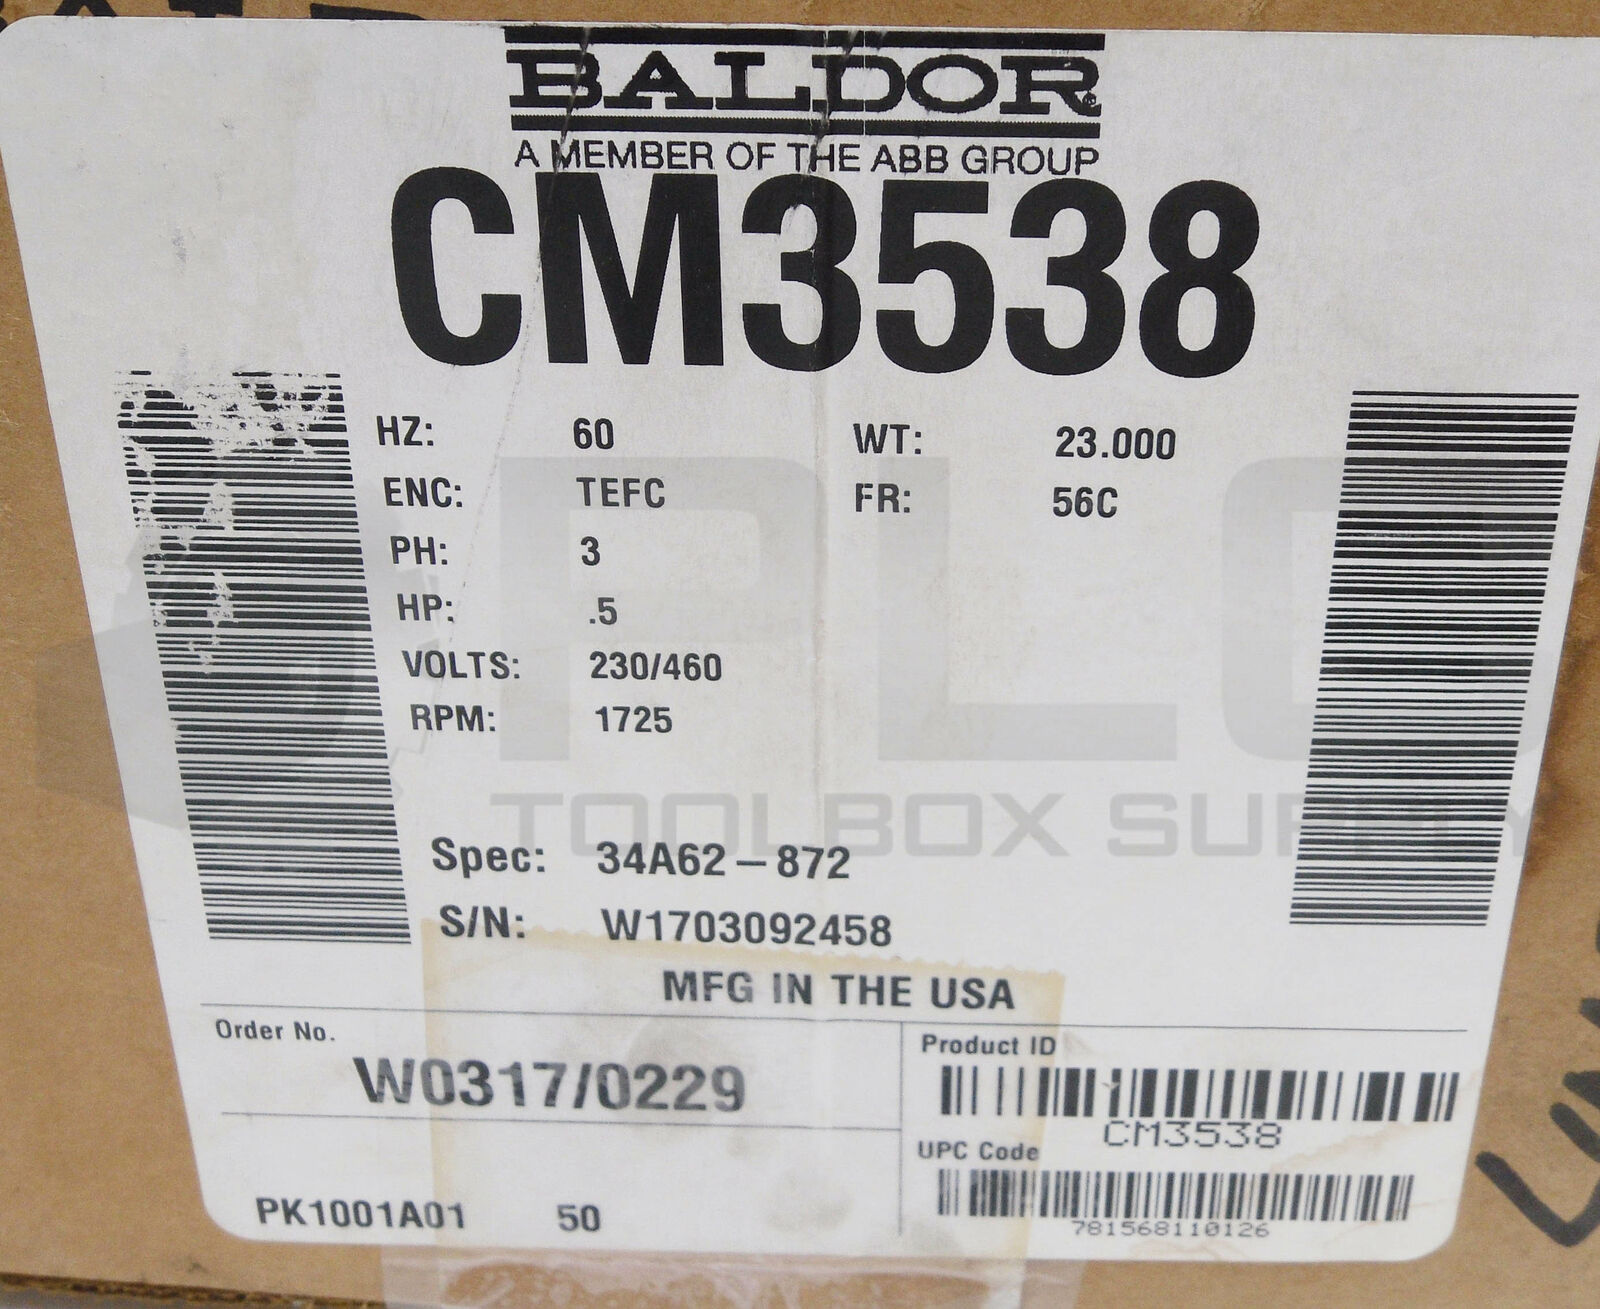 BALDOR
A MEMBER OF THE ABB GROUP
CM3538
HZ: 60 WT: 23.000
ENC: TEFC FR: 56C
PH: 3
HP: .5
VOLTS: 230/460
RPM: 1725
PLC
TOOLBOX SUPPLY
Spec: 34A62-872
S/N: W1703092458
MFG IN THE USA
Order No.
W0317/0229
Product ID
CM3538
UPC Code
781568110126
PK1001A01 50